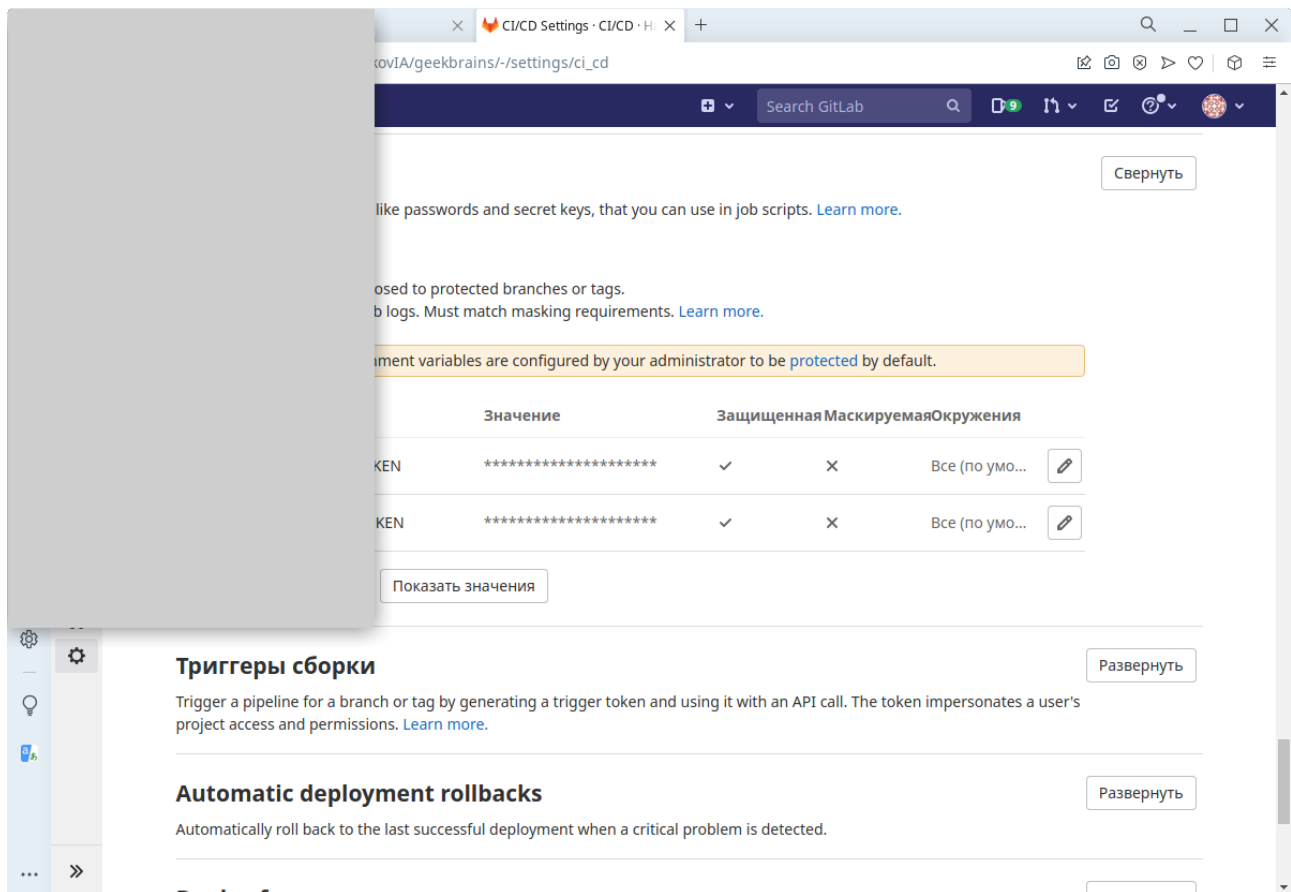 CI/CD Settings · CI/CD · H
ovIA/geekbrains/-/settings/ci_cd
Search GitLab
9
Свернуть
like passwords and secret keys, that you can use in job scripts. Learn more.
osed to protected branches or tags.
b logs. Must match masking requirements. Learn more.
nment variables are configured by your administrator to be protected by default.
Значение Защищенная Маскируемая Окружения
KEN ********************* Все (по умо...
KEN ********************* Все (по умо...
Показать значения
Триггеры сборки
Развернуть
Trigger a pipeline for a branch or tag by generating a trigger token and using it with an API call. The token impersonates a user's
project access and permissions. Learn more.
Automatic deployment rollbacks
Развернуть
Automatically roll back to the last successful deployment when a critical problem is detected.